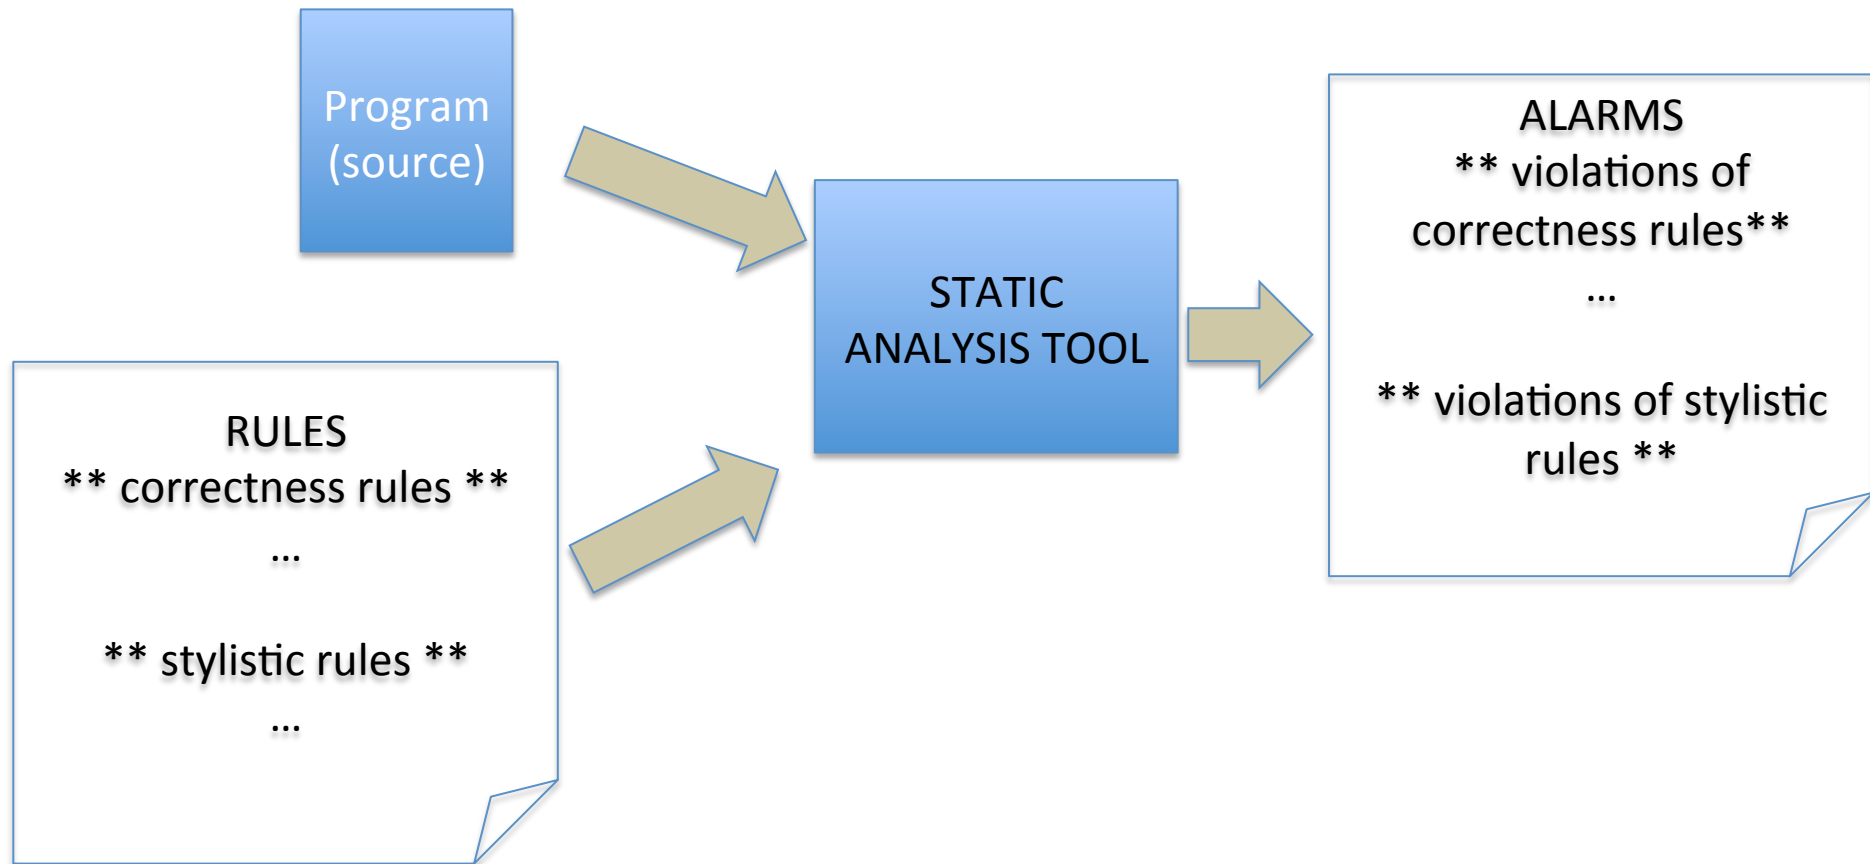 Program
(source)
RULES
** correctness rules **
...
** stylistic rules **
...
STATIC
ANALYSIS TOOL
ALARMS
** violations of
correctness rules**
...
** violations of stylistic
rules **